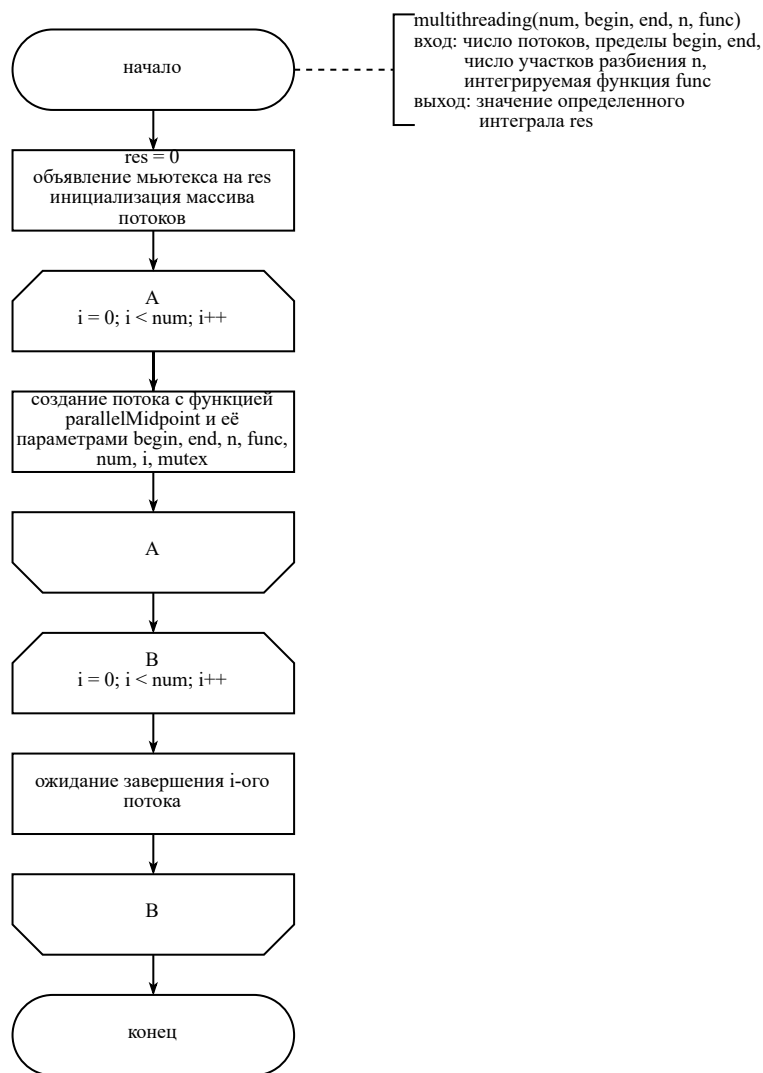 начало
multithreading(num, begin, end, n, func)
вход: число потоков, пределы begin, end,
число участков разбиения n,
интегрируемая функция func
выход: значение определенного
интеграла res
res = 0
объявление мьютекса на res
инициализация массива
потоков
A
i = 0; i < num; i++
создание потока с функцией
parallelMidpoint и её
параметрами begin, end, n, func,
num, i, mutex
A
B
i = 0; i < num; i++
ожидание завершения i-ого
потока
B
конец